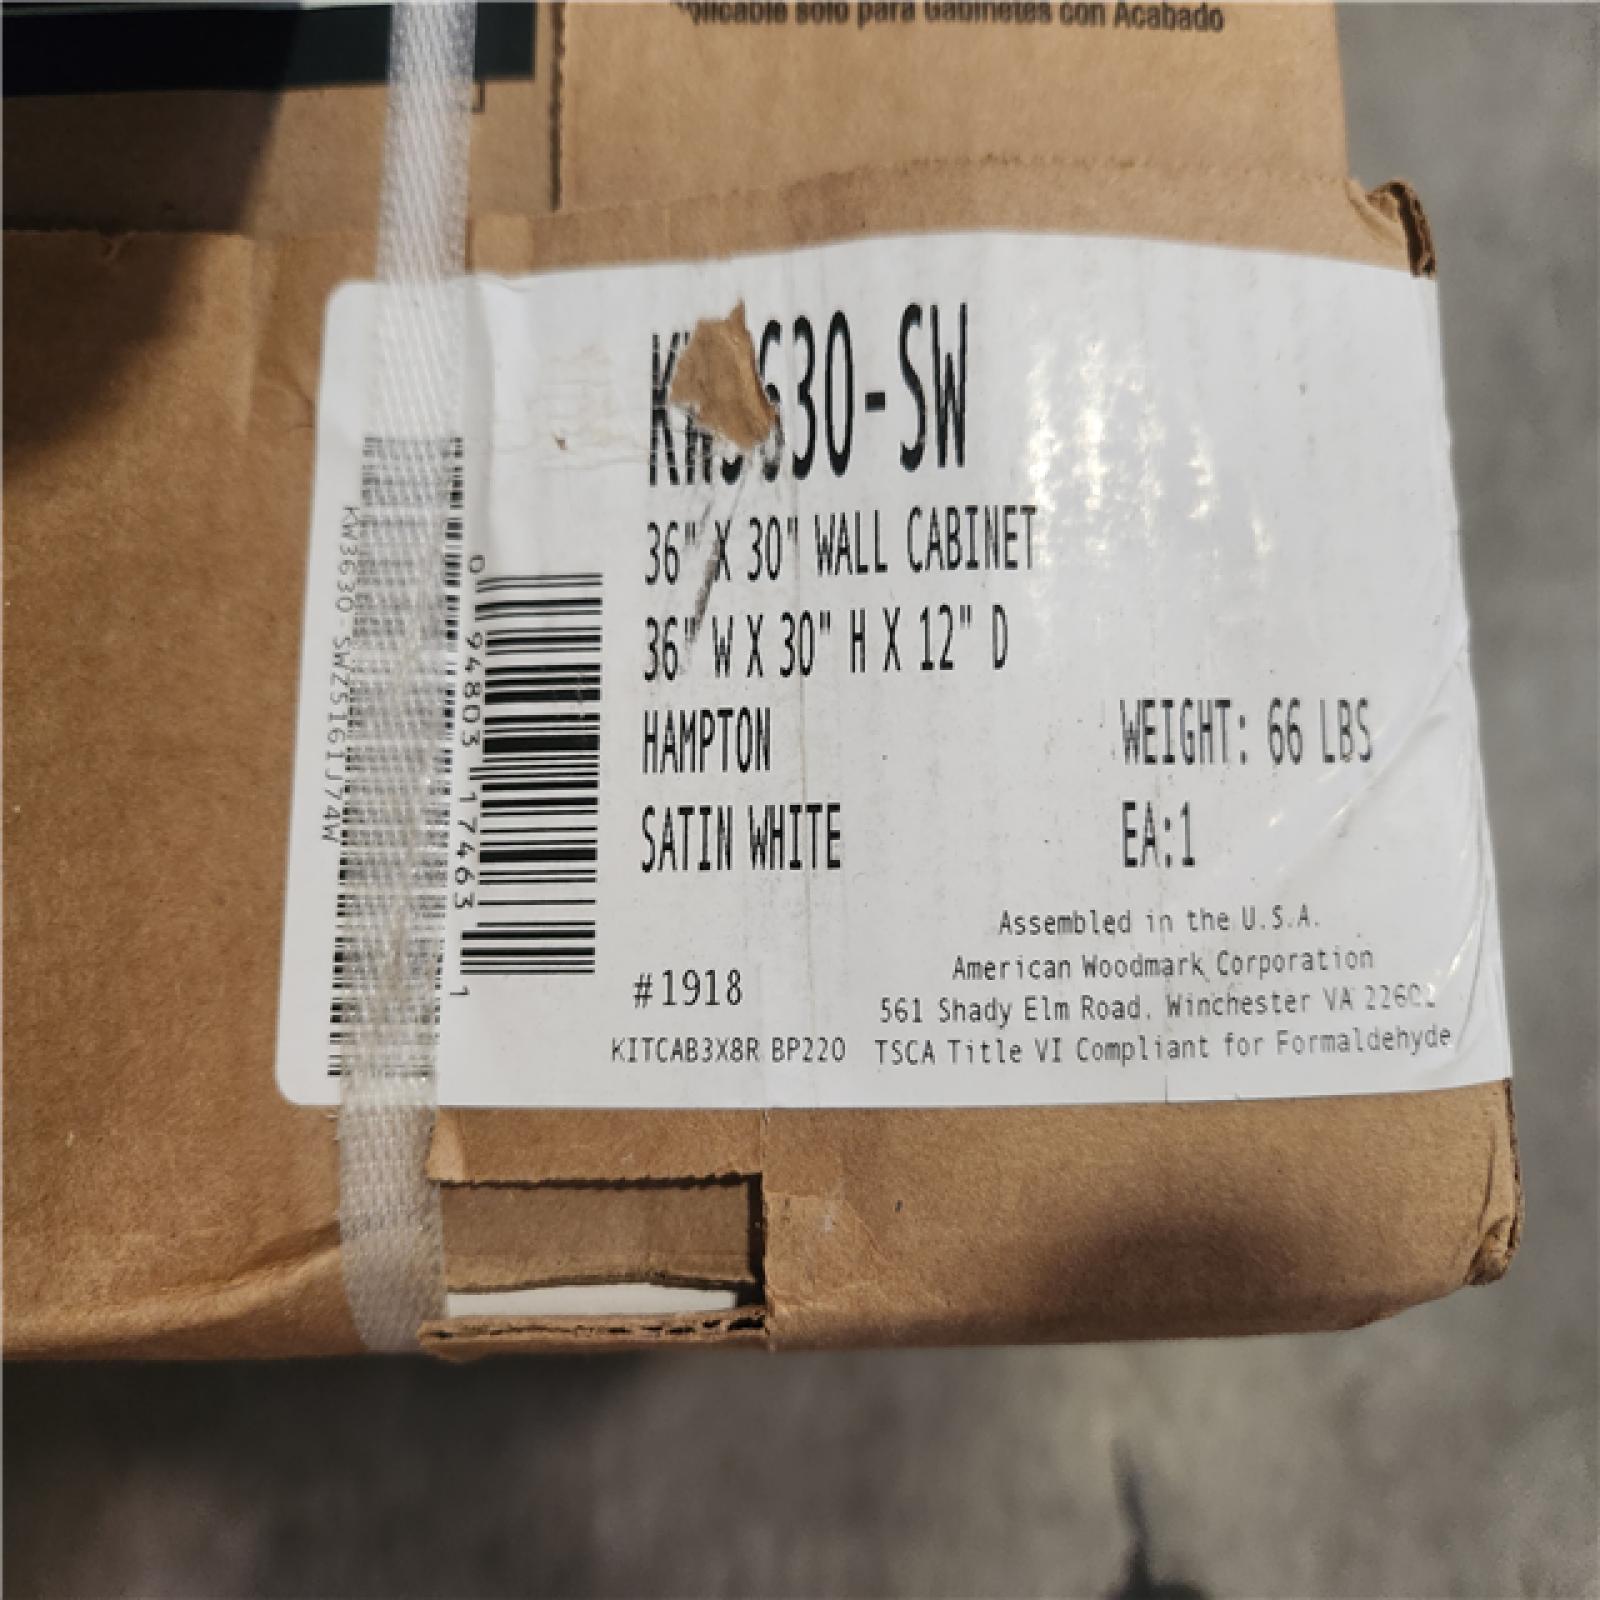 solo para Gabinetes con Acabado
KW3630-SW
36" X 30" WALL CABINET
36" W X 30" H X 12" D
HAMPTON
WEIGHT: 66 LBS
SATIN WHITE
EA:1
Assembled in the U.S.A.
American Woodmark Corporation
561 Shady Elm Road, Winchester VA 22602
TSCA Title VI Compliant for Formaldehyde
#1918
KITCAB3X8R BP220
0 94803 17463 1
KW3630-SWZ5161J74W